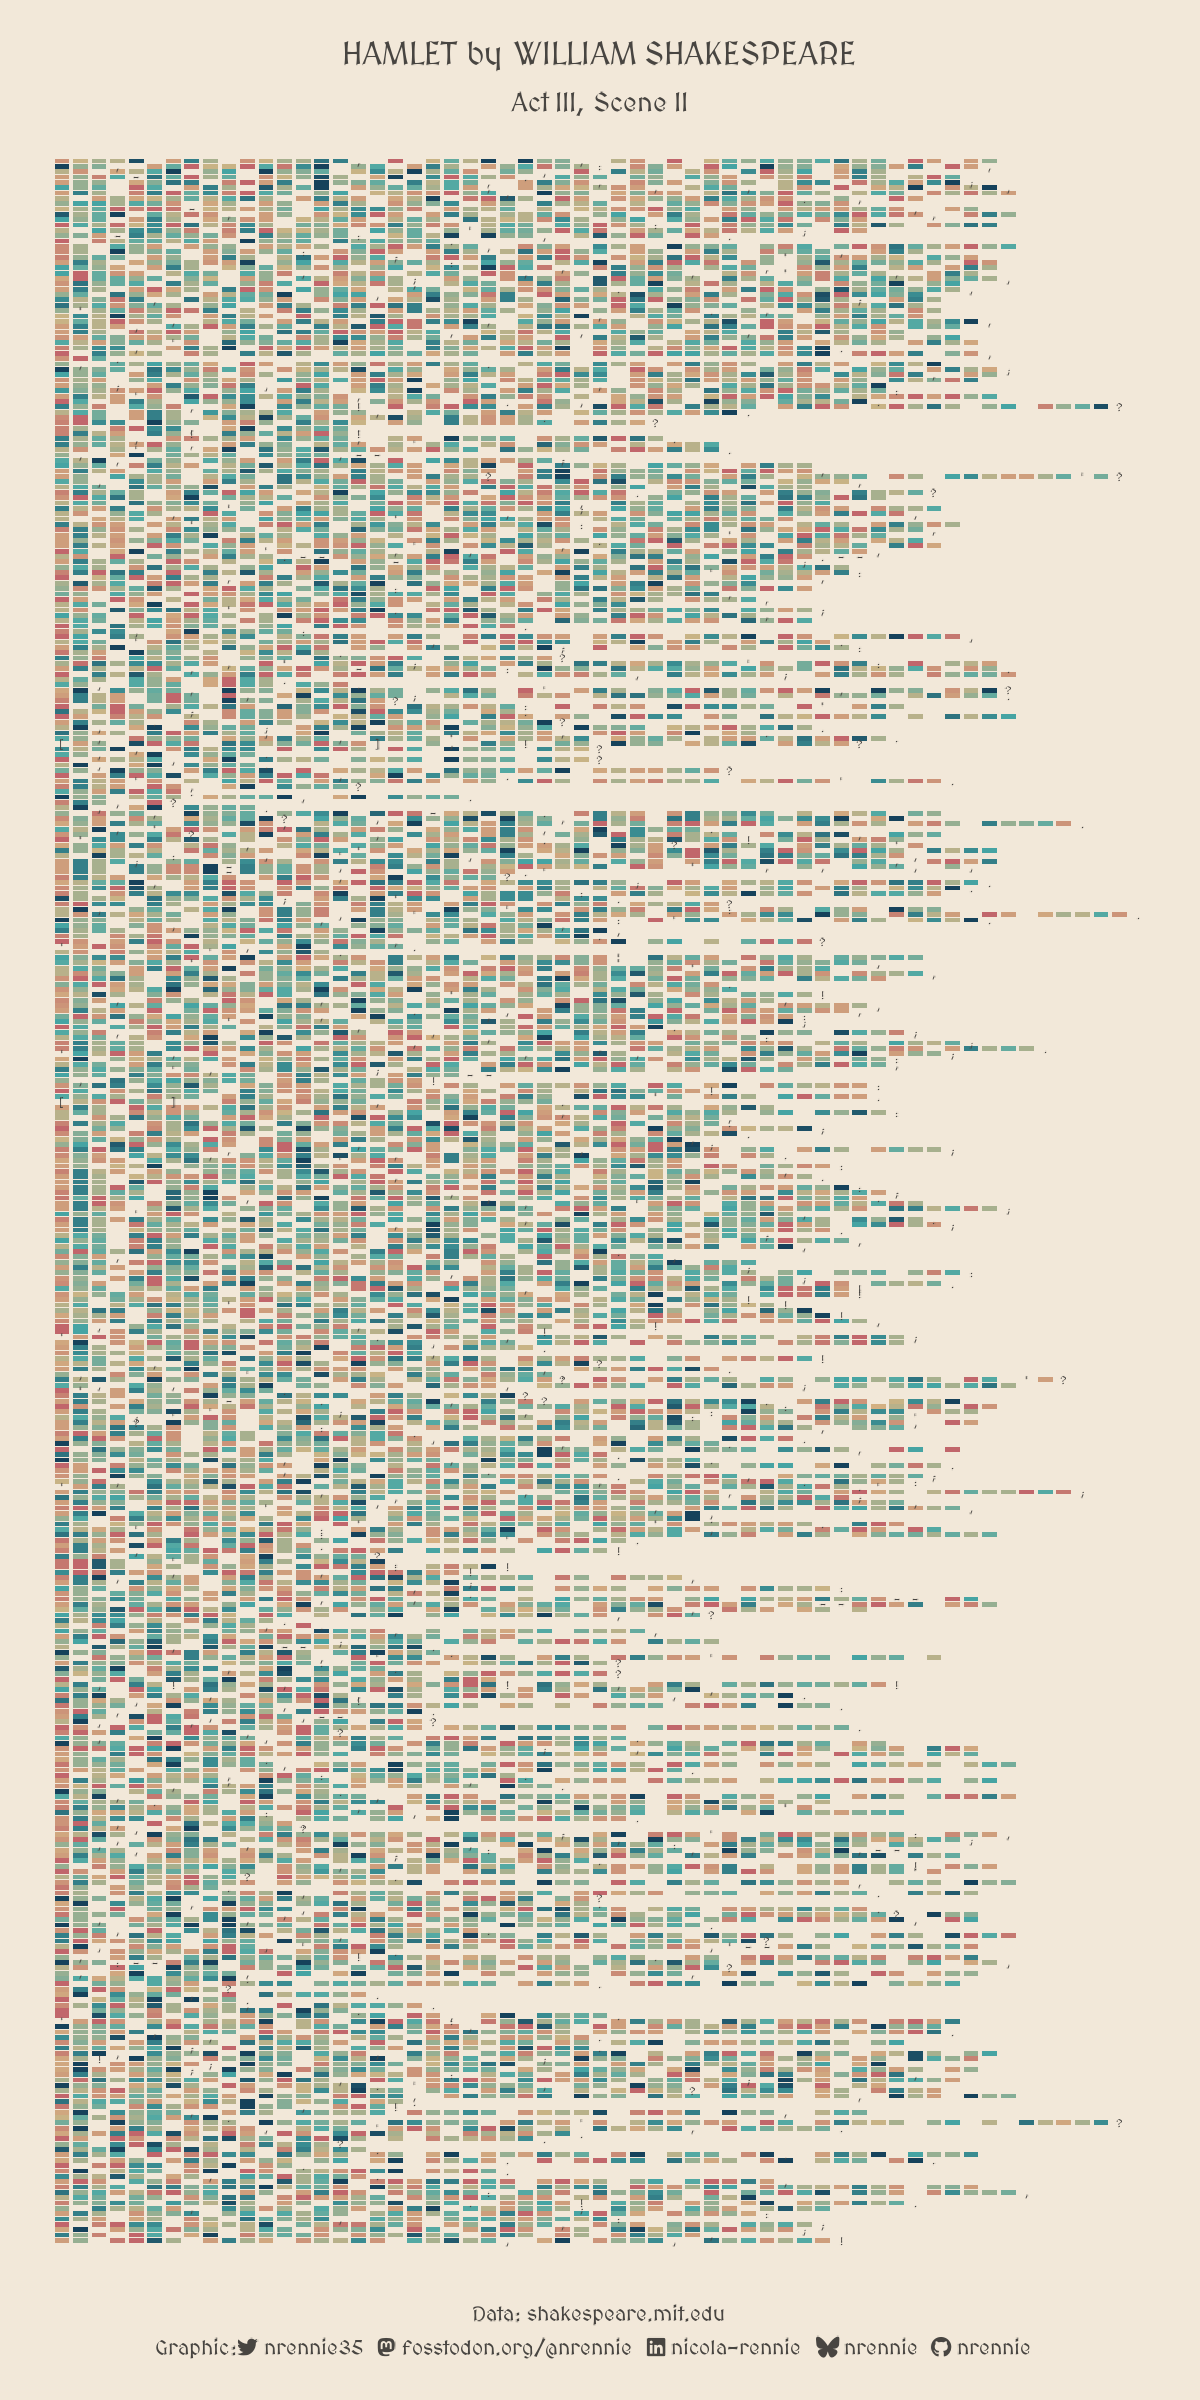 HAMLET by WILLIAM SHAKESPEARE
Act III, Scene II
Data: shakespeare.mit.edu
Graphic: nrennie35 fosstodon.org/@nrennie nicola-rennie nrennie nrennie